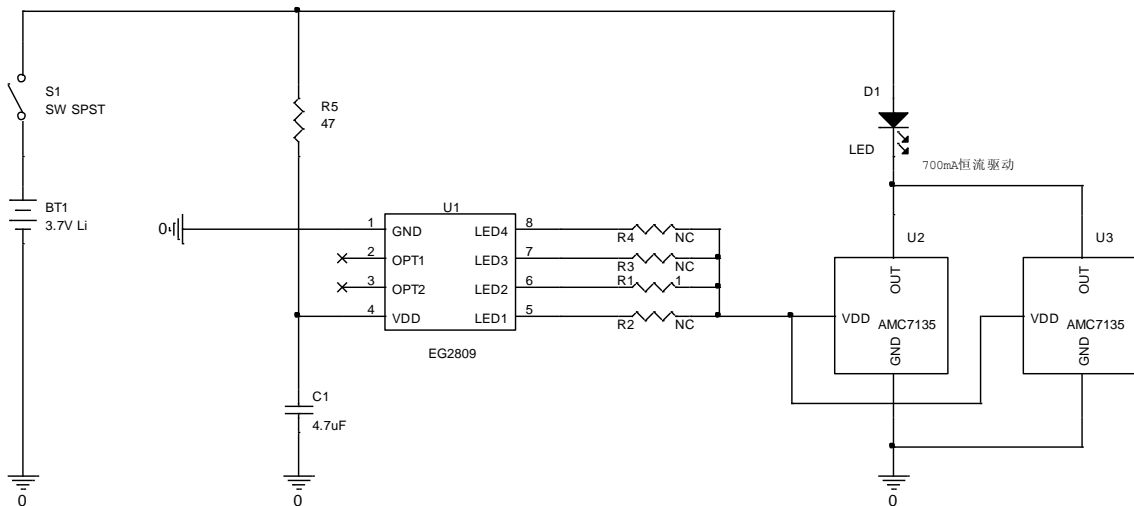 S1
SW SPST
BT1
3.7V Li
0
R5
47
0
C1
4.7uF
0
U1
1
GND
2
OPT1
3
OPT2
4
VDD
LED4
8
LED3
7
LED2
6
LED1
5
EG2809
R4
NC
R3
NC
R1
1
R2
NC
D1
LED
700mA恒流驱动
U2
OUT
VDD
AMC7135
GND
U3
OUT
VDD
AMC7135
GND
0